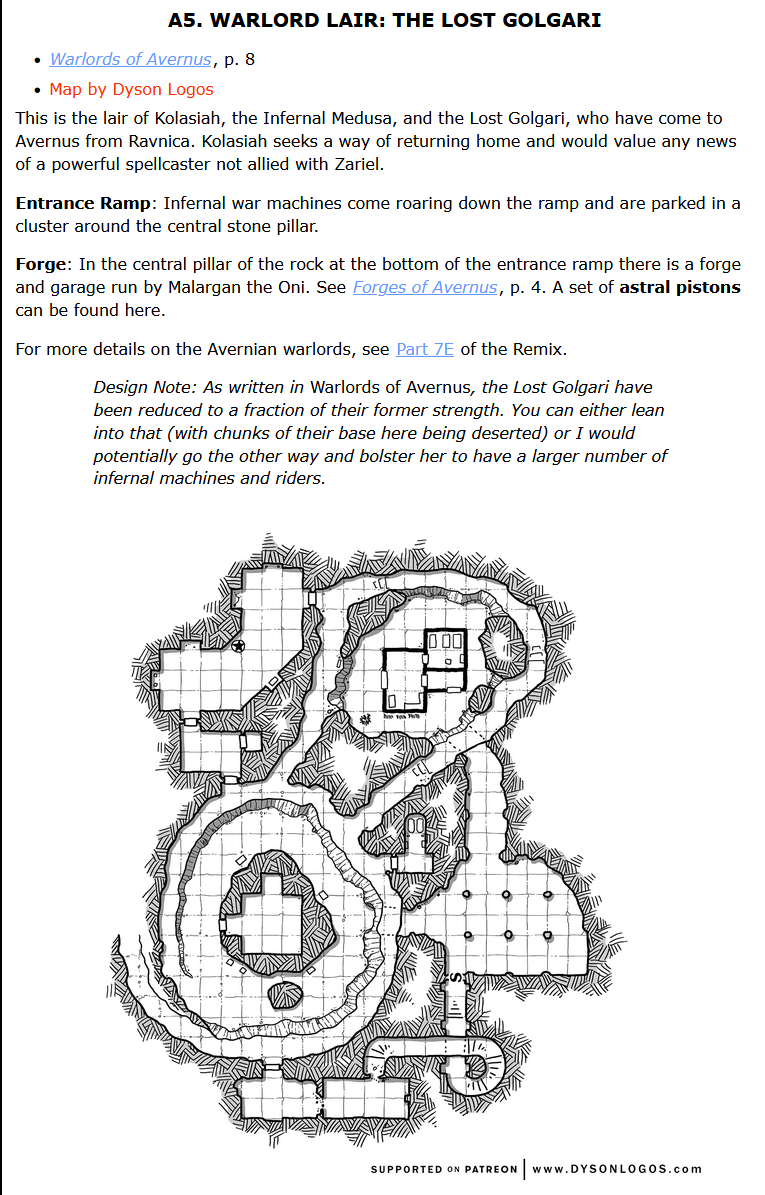 A5. WARLORD LAIR: THE LOST GOLGARI
• Warlords of Avernus, p. 8
• Map by Dyson Logos
This is the lair of Kolasiah, the Infernal Medusa, and the Lost Golgari, who have come to
Avernus from Ravnica. Kolasiah seeks a way of returning home and would value any news
of a powerful spellcaster not allied with Zariel.
Entrance Ramp: Infernal war machines come roaring down the ramp and are parked in a
cluster around the central stone pillar.
Forge: In the central pillar of the rock at the bottom of the entrance ramp there is a forge
and garage run by Malargan the Oni. See Forges of Avernus, p. 4. A set of astral pistons
can be found here.
For more details on the Avernian warlords, see Part 7E of the Remix.
Design Note: As written in Warlords of Avernus, the Lost Golgari have
been reduced to a fraction of their former strength. You can either lean
into that (with chunks of their base here being deserted) or I would
potentially go the other way and bolster her to have a larger number of
infernal machines and riders.
S
SUPPORTED ON PATREON | www.DYSONLOGOS.com